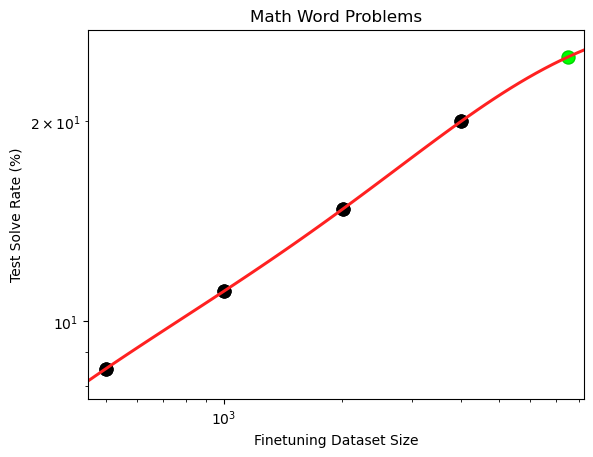 Math Word Problems
Test Solve Rate (%)
2 × 10¹
10¹
10³
Finetuning Dataset Size